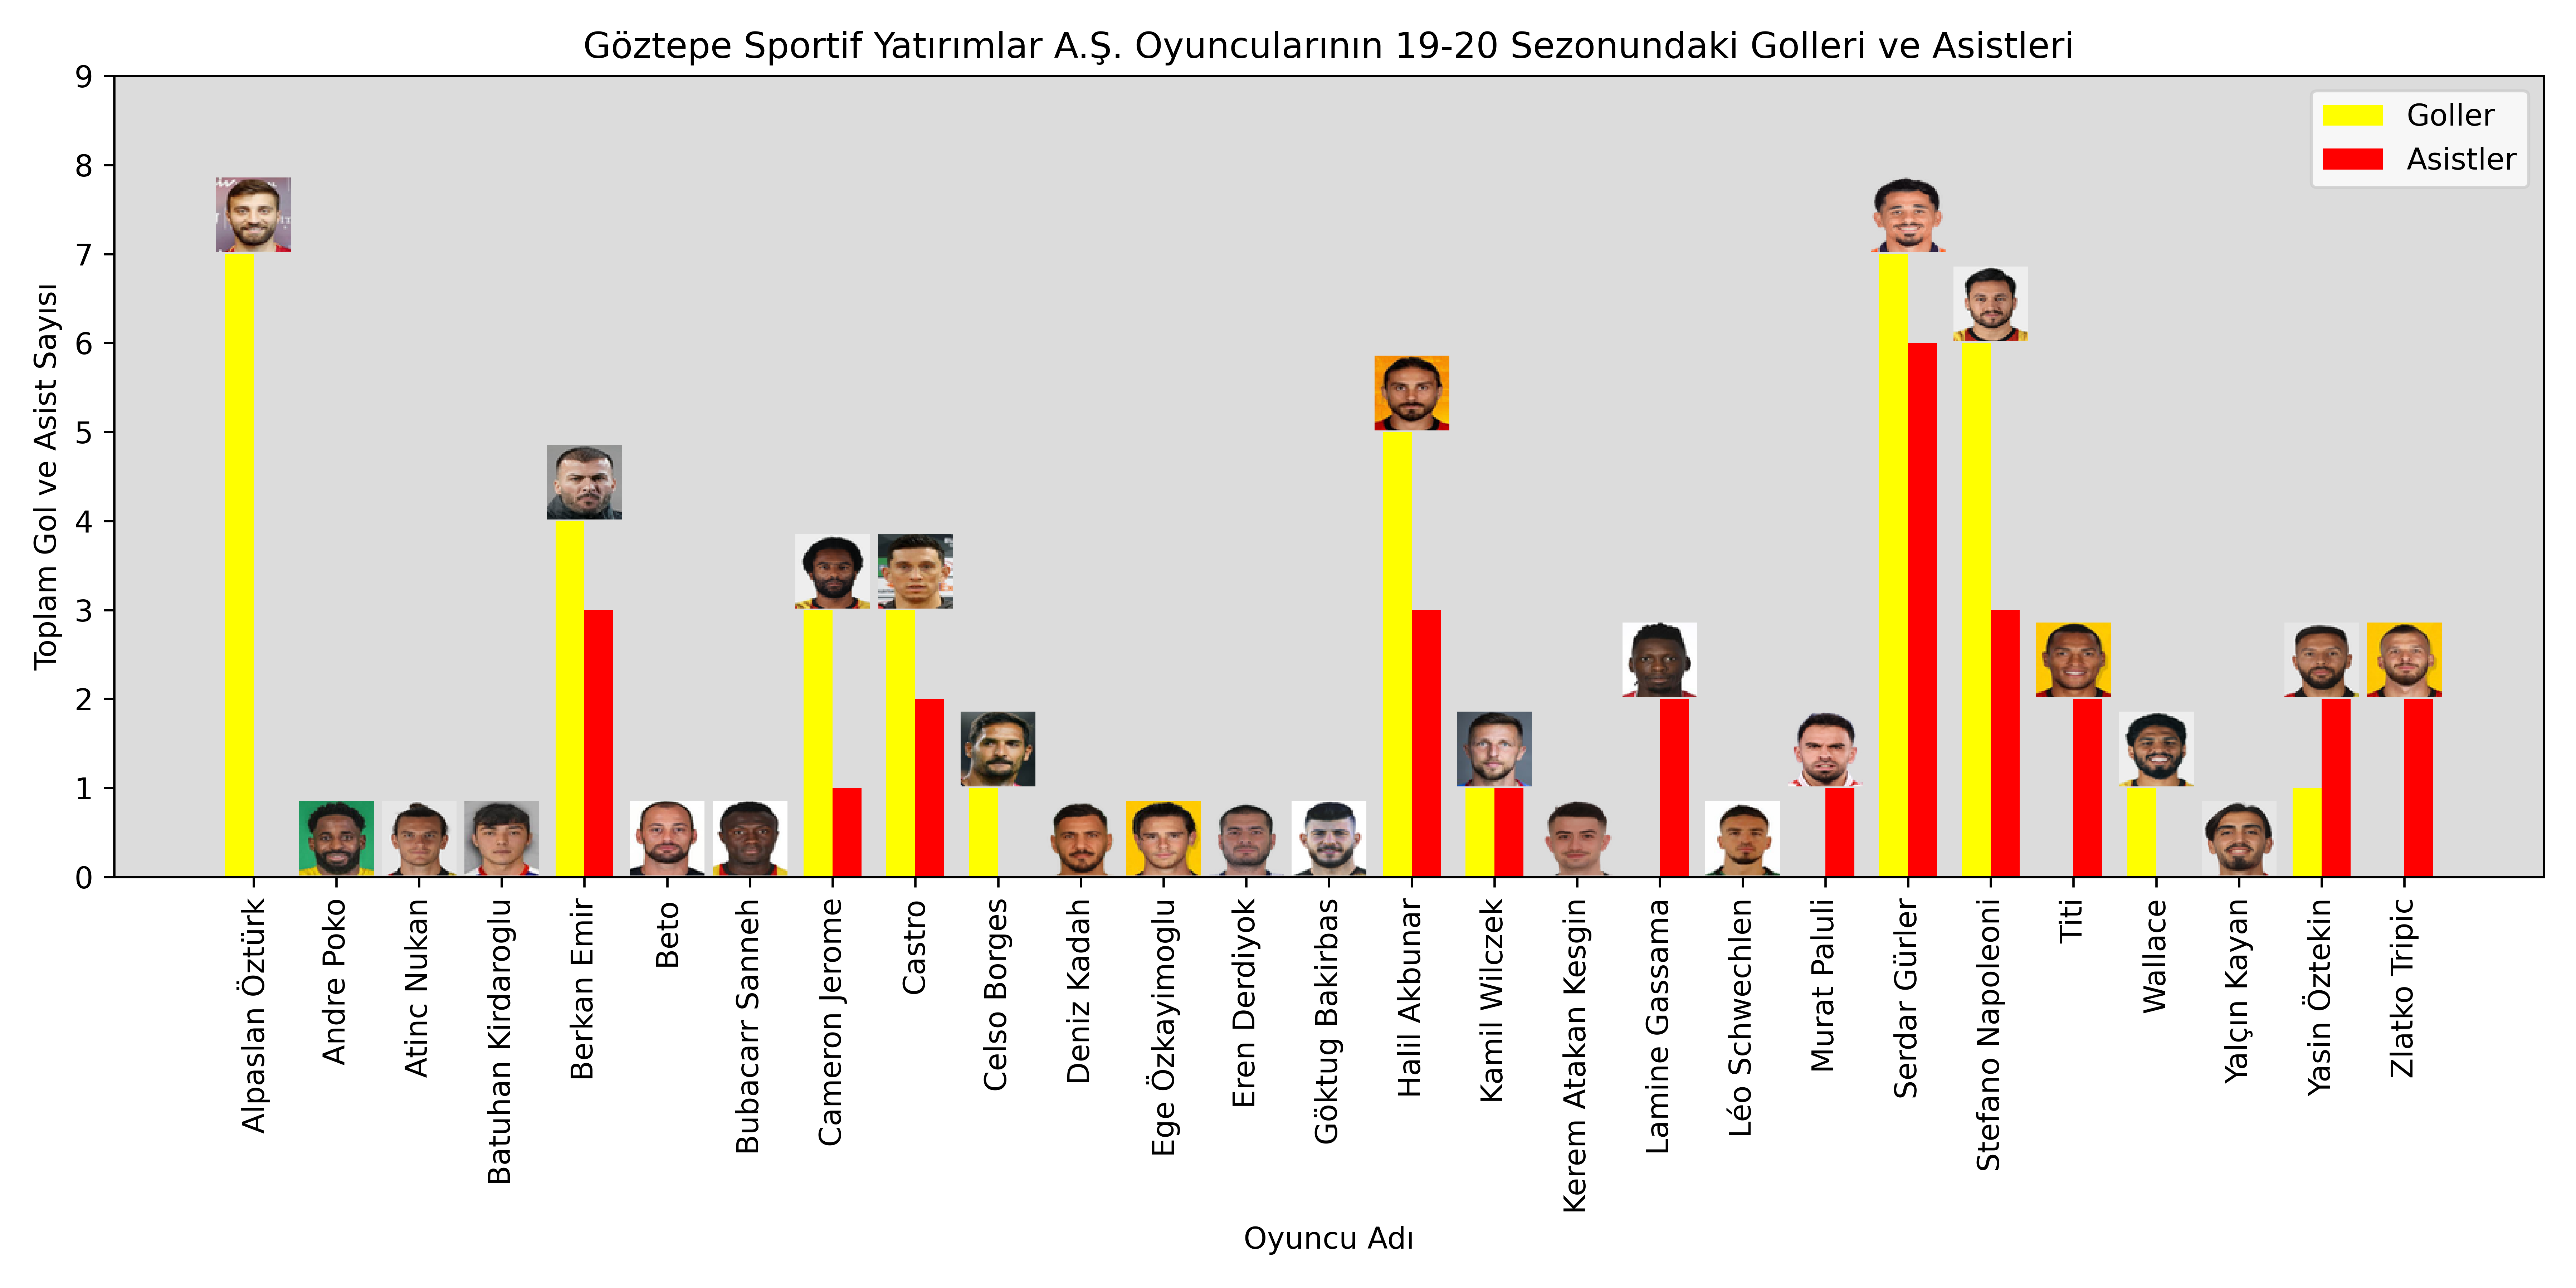 Göztepe Sportif Yatırımlar A.Ş. Oyuncularının 19-20 Sezonundaki Golleri ve Asistleri
Goller
Asistler
Toplam Gol ve Asist Sayısı
9
8
7
6
5
4
3
2
1
0
Alpaslan Öztürk
Andre Poko
Atinc Nukan
Batuhan Kirdaroglu
Berkan Emir
Beto
Bubacarr Sanneh
Cameron Jerome
Castro
Celso Borges
Deniz Kadah
Ege Özkayimoglu
Eren Derdiyok
Göktug Bakirbas
Halil Akbunar
Kamil Wilczek
Kerem Atakan Kesgin
Lamine Gassama
Léo Schwechlen
Murat Paluli
Serdar Gürler
Stefano Napoleoni
Titi
Wallace
Yalçın Kayan
Yasin Öztekin
Zlatko Tripic
Oyuncu Adı